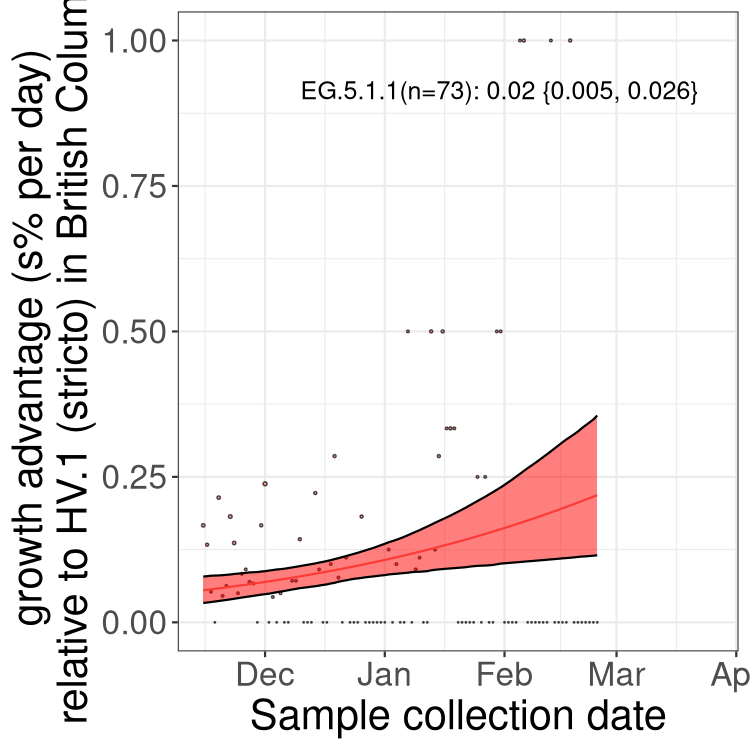 growth advantage (s% per day)
relative to HV.1 (stricto) in British Colum
1.00
0.75
0.50
0.25
0.00
EG.5.1.1(n=73): 0.02 {0.005, 0.026}
Dec Jan Feb Mar Ap
Sample collection date